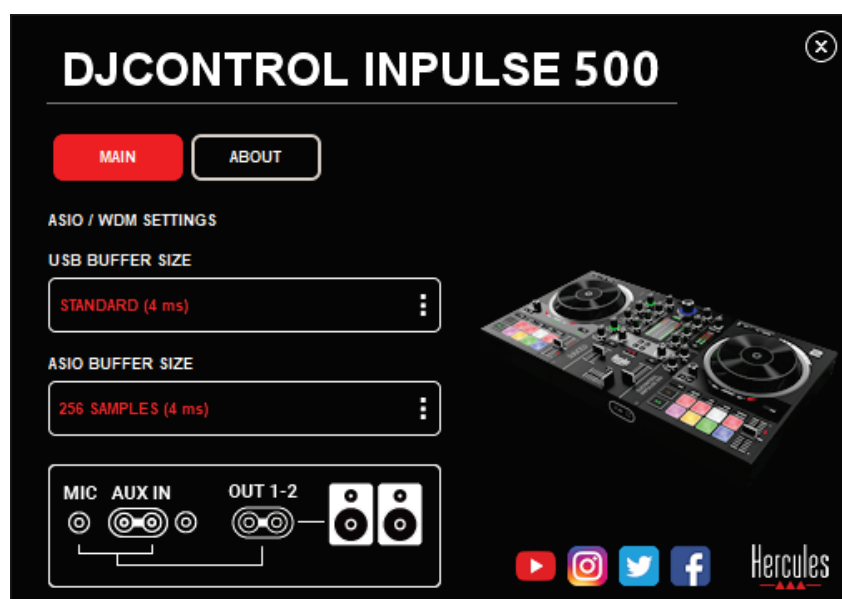 DJCONTROL INPULSE 500
MAIN
ABOUT
ASIO / WDM SETTINGS
USB BUFFER SIZE
STANDARD (4 ms)
ASIO BUFFER SIZE
256 SAMPLES (4 ms)
MIC AUX IN OUT 1-2
Hercules